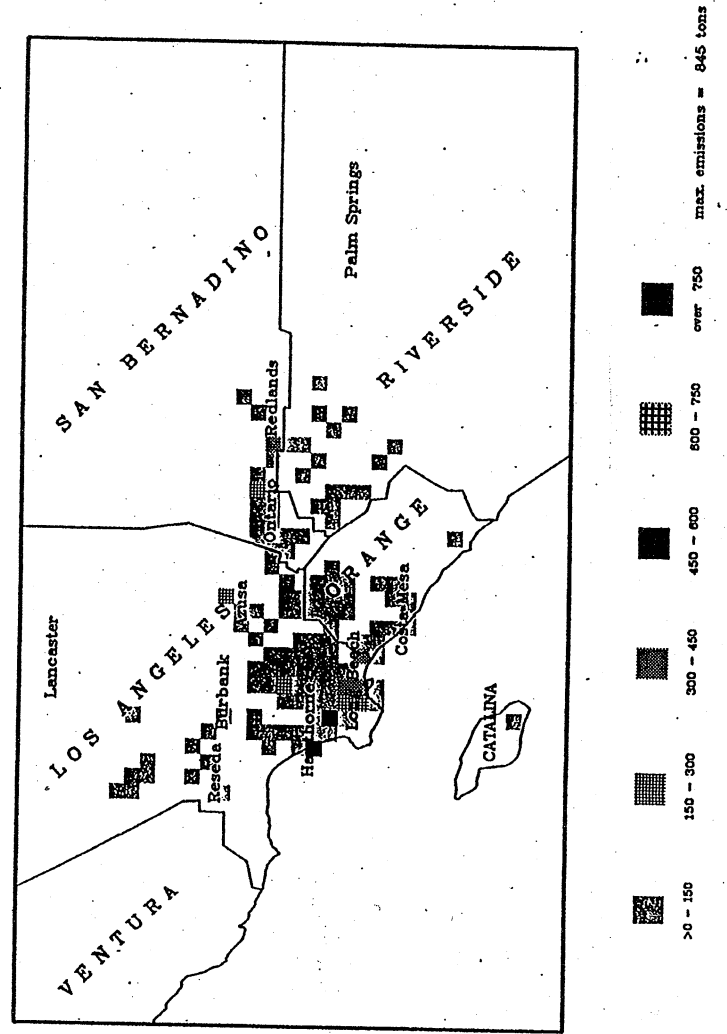 SAN BERNADINO
Lancaster
LOS ANGELES
VENTURA
Reseda
Burbank
Azusa
Ontario
Redlands
Palm Springs
RIVERSIDE
ORANGE
Costa Mesa
Beach
CATALINA
>0 - 150
150 - 300
300 - 450
450 - 600
600 - 750
over 750
max. emissions = 845 tons